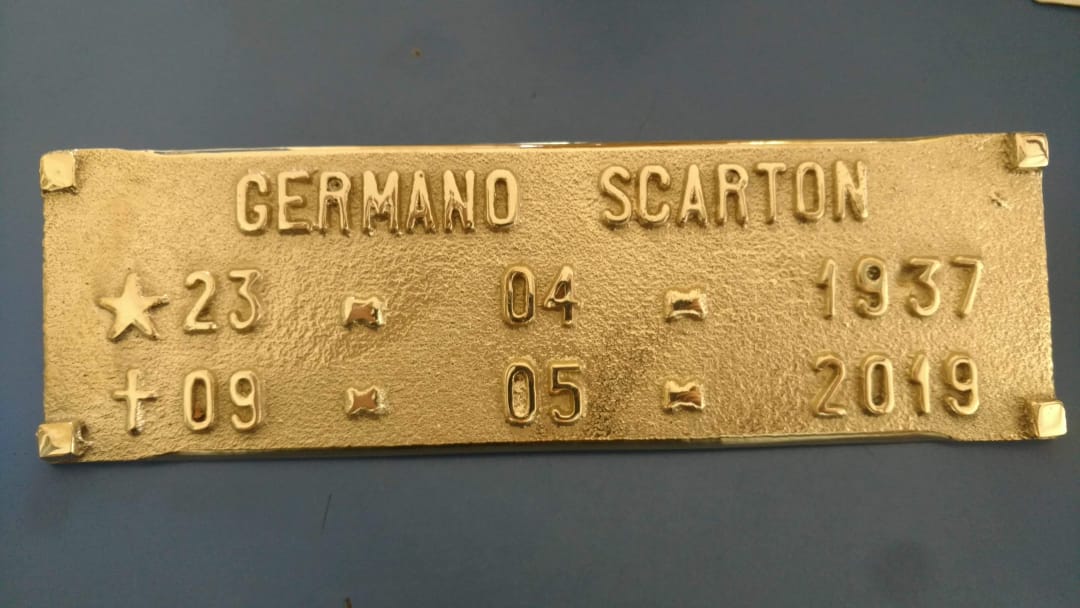 GERMANO SCARTON
★ 23 - 04 - 1937
✝ 09 - 05 - 2019